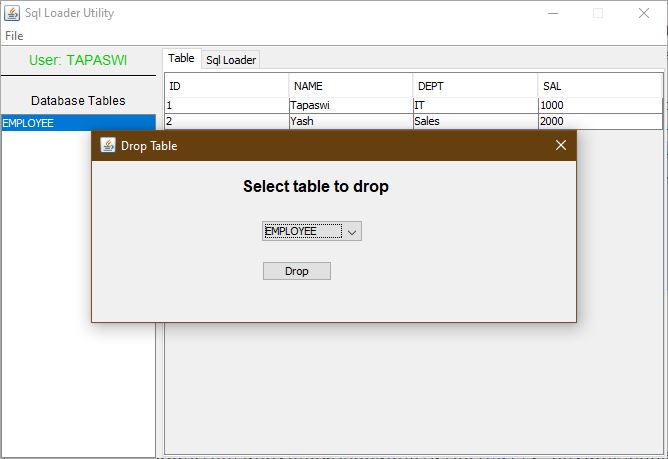 Sql Loader Utility
File
User: TAPASWI
Database Tables
EMPLOYEE
Table Sql Loader
ID NAME DEPT SAL
1 Tapaswi IT 1000
2 Yash Sales 2000
Drop Table
Select table to drop
EMPLOYEE
Drop